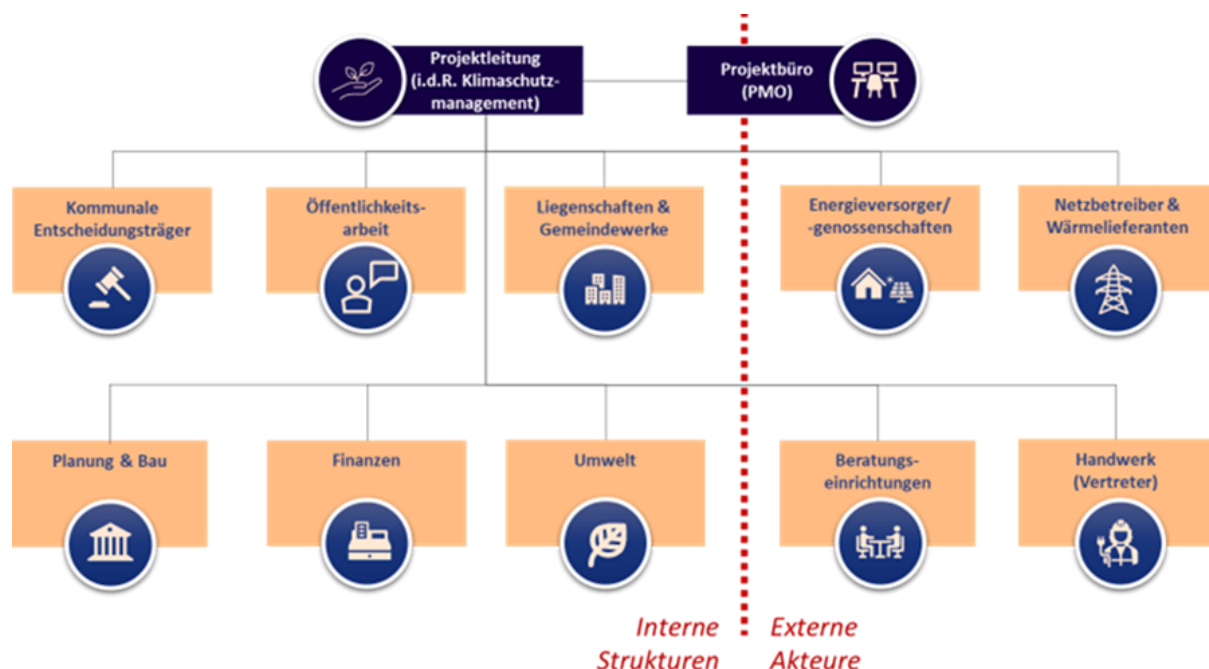 Projektleitung
(i.d.R. Klimaschutz-
management)
Projektbüro
(PMO)
Kommunale
Entscheidungsträger
Öffentlichkeits-
arbeit
Liegenschaften &
Gemeindewerke
Energieversorger/
-genossenschaften
Netzbetreiber &
Wärmelieferanten
Planung & Bau
Finanzen
Umwelt
Beratungs-
einrichtungen
Handwerk
(Vertreter)
Interne
Strukturen
Externe
Akteure